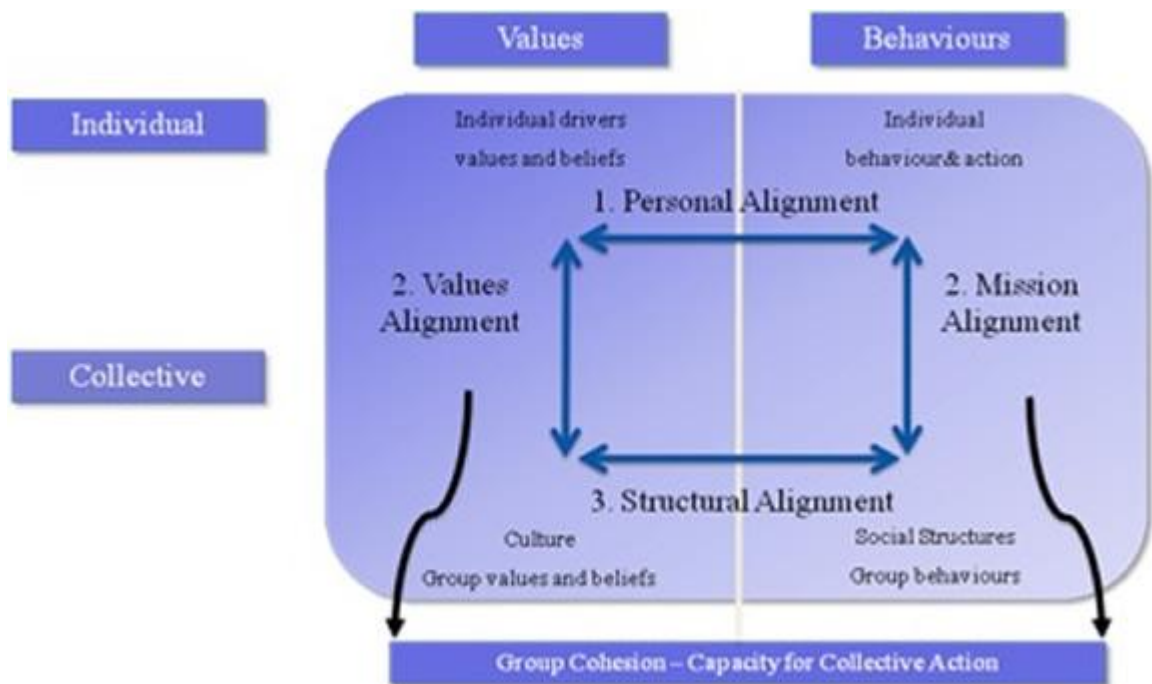 Values
Behaviours
Individual
Individual drivers
values and beliefs
Individual
behaviour& action
1. Personal Alignment
2. Values
Alignment
2. Mission
Alignment
Collective
3. Structural Alignment
Culture
Group values and beliefs
Social Structures
Group behaviours
Group Cohesion – Capacity for Collective Action